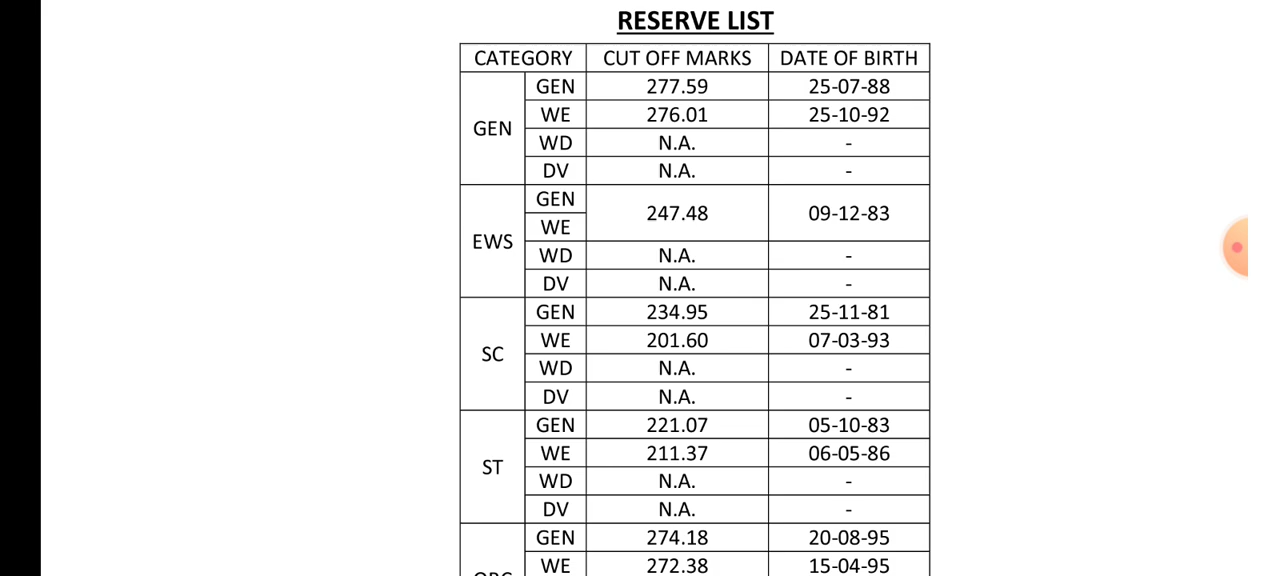 RESERVE LIST
CATEGORY CUT OFF MARKS DATE OF BIRTH
GEN GEN 277.59 25-07-88
WE 276.01 25-10-92
WD N.A. -
DV N.A. -
EWS GEN 247.48 09-12-83
WE
WD N.A. -
DV N.A. -
SC GEN 234.95 25-11-81
WE 201.60 07-03-93
WD N.A. -
DV N.A. -
ST GEN 221.07 05-10-83
WE 211.37 06-05-86
WD N.A. -
DV N.A. -
GEN 274.18 20-08-95
WE 272.38 15-04-95